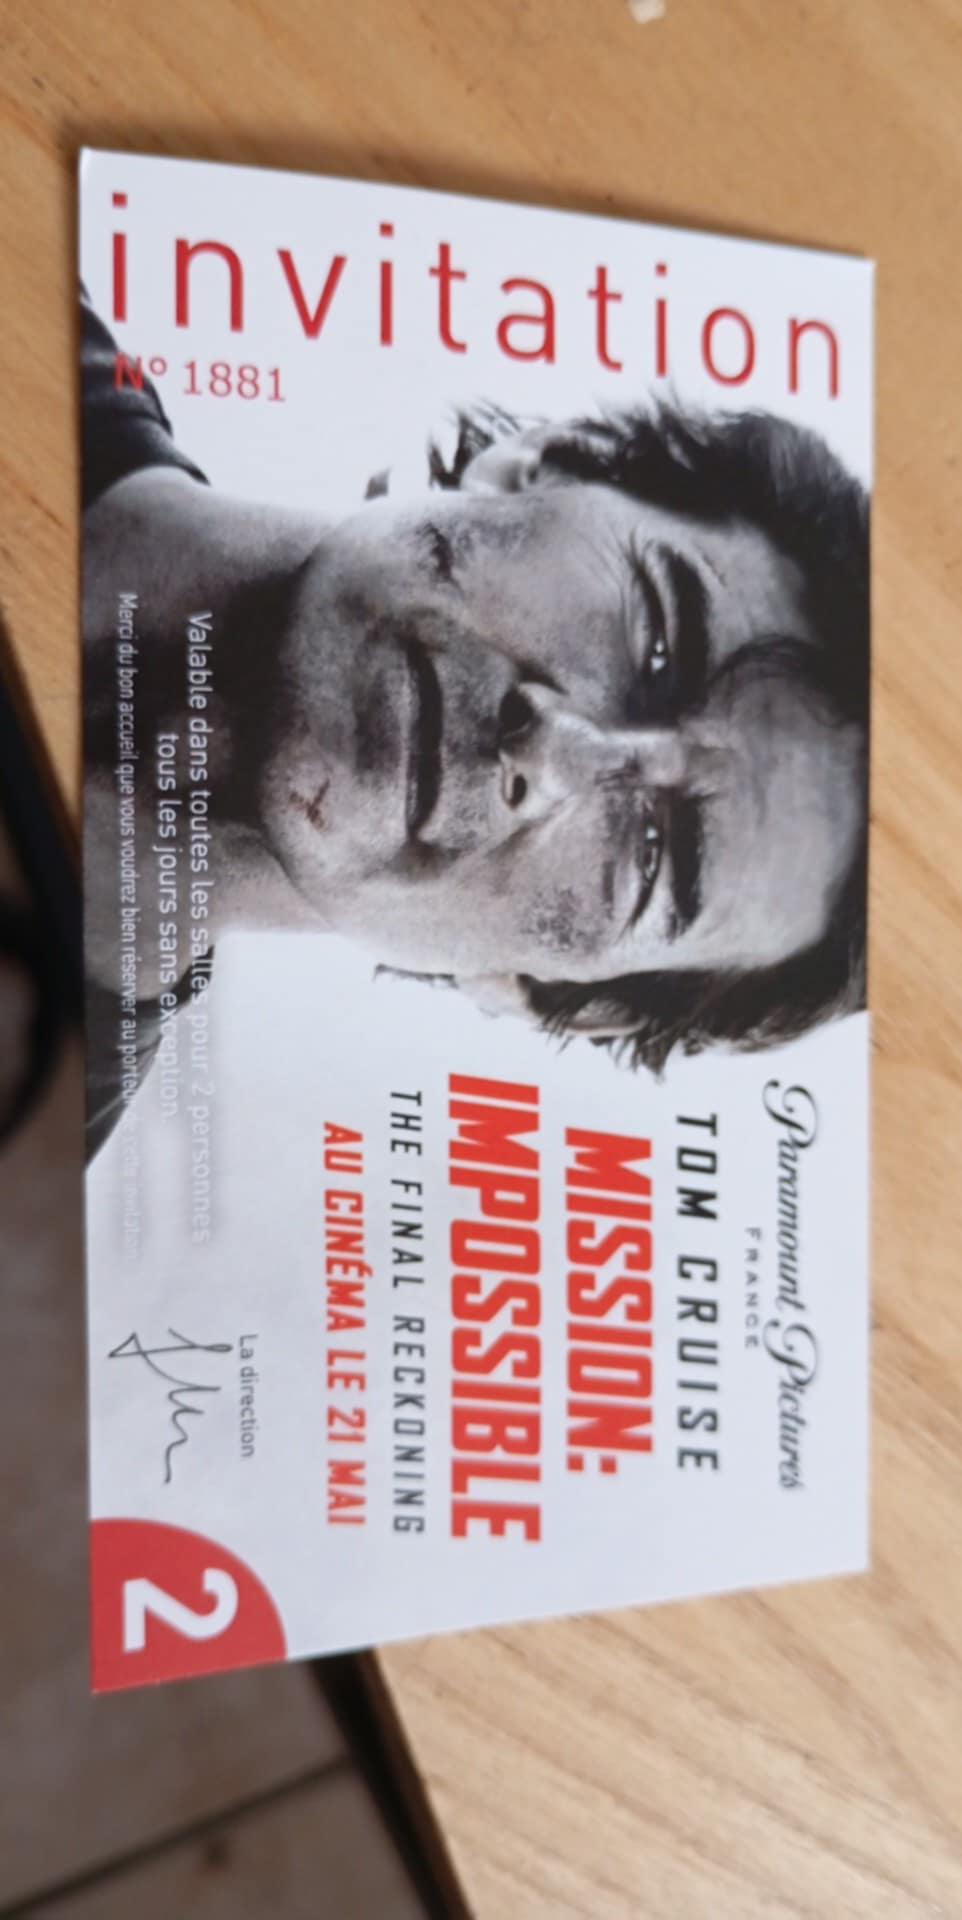 invitation
N° 1881
Paramount Pictures
FRANCE
TOM CRUISE
MISSION:
IMPOSSIBLE
THE FINAL RECKONING
AU CINÉMA LE 21 MAI
Valable dans toutes les salles pour 2 personnes
tous les jours sans exception.
Merci du bon accueil que vous voudrez bien réserver au porteur de cette invitation
La direction
2